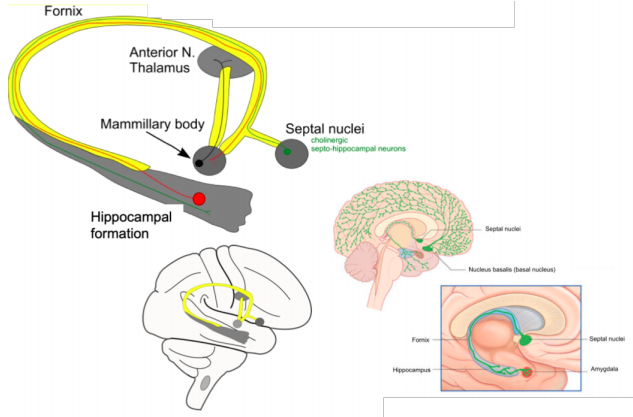 Fornix
Anterior N.
Thalamus
Mammillary body
Septal nuclei
cholinergic
septo-hippocampal neurons
Hippocampal
formation
Septal nuclei
Nucleus basalis (basal nucleus)
Fornix
Septal nuclei
Hippocampus
Amygdala